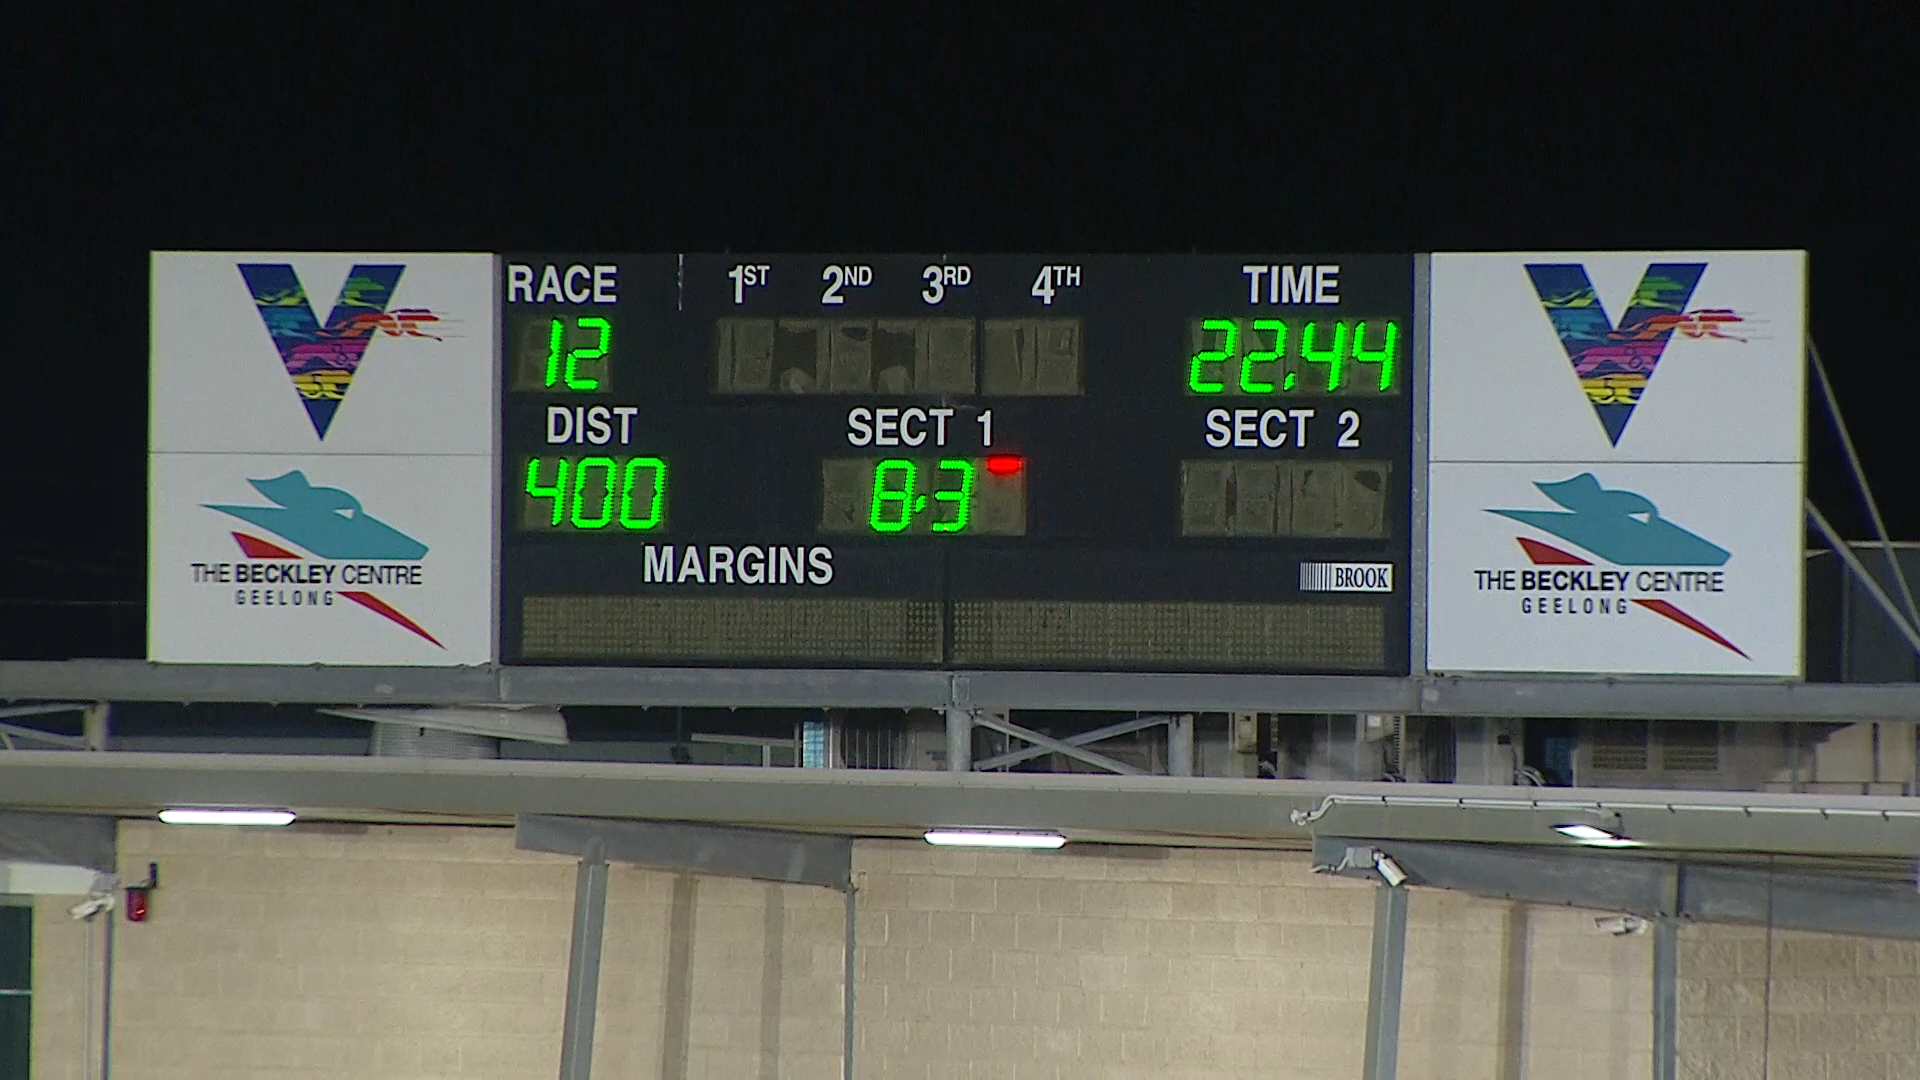 RACE 1ST 2ND 3RD 4TH TIME
12 22.44
DIST SECT 1 SECT 2
400 8.3
MARGINS
BROOK
V
THE BECKLEY CENTRE
GEELONG
V
THE BECKLEY CENTRE
GEELONG